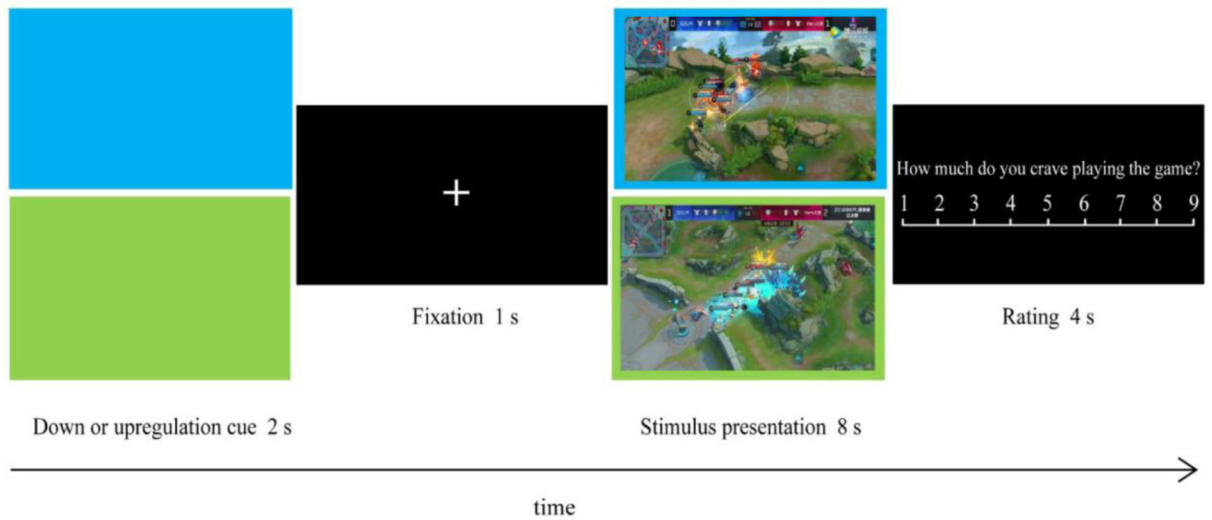 How much do you crave playing the game?
1 2 3 4 5 6 7 8 9
Fixation 1 s
Rating 4 s
Down or upregulation cue 2 s
Stimulus presentation 8 s
time